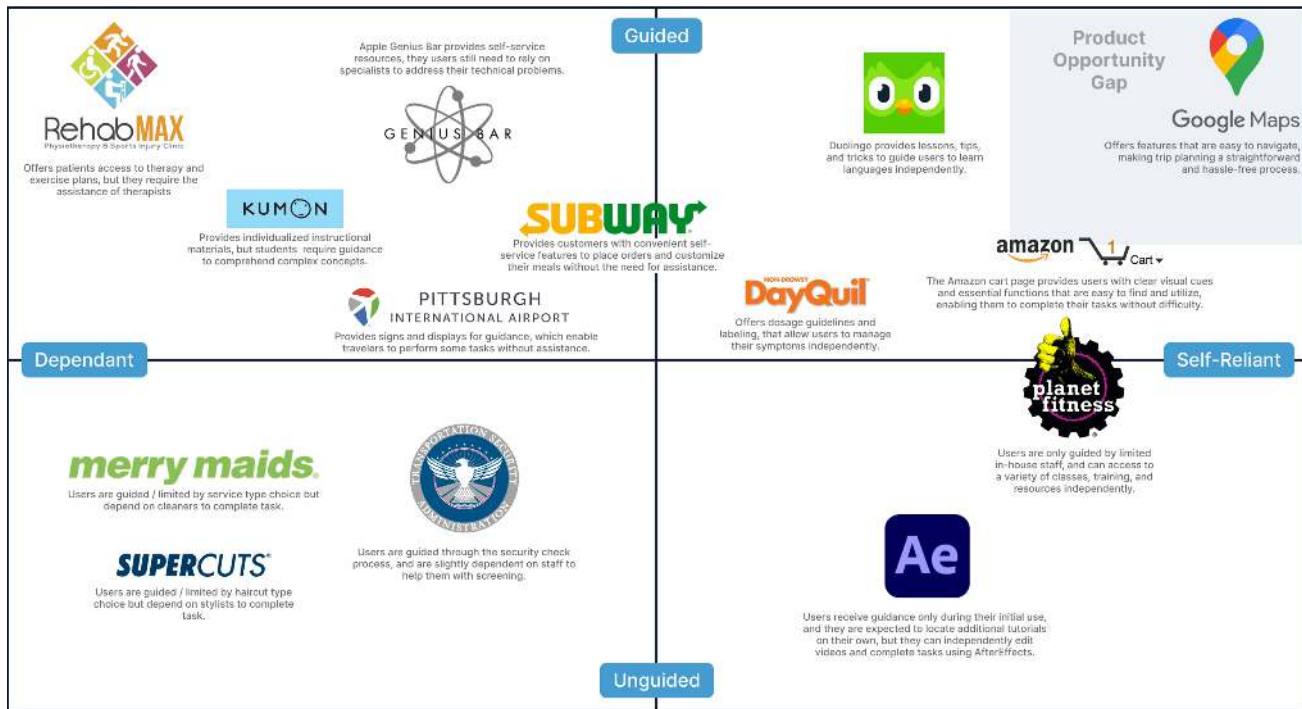 Guided
RehabMAX
Physiotherapy & Sports Injury Clinic
Offers patients access to therapy and
exercise plans, but they require the
assistance of therapists
Apple Genius Bar provides self-service
resources, they users still need to rely on
specialists to address their technical problems.
GENIUS BAR
Duolingo provides lessons, tips,
and tricks to guide users to learn
languages independently.
Product
Opportunity
Gap
Google Maps
Offers features that are easy to navigate,
making trip planning a straightforward
and hassle-free process.
KUMON
Provides individualized instructional
materials, but students require guidance
to comprehend complex concepts.
SUBWAY
Provides customers with convenient self-
service features to place orders and customize
their meals without the need for assistance.
amazon
1
Cart
The Amazon cart page provides users with clear visual cues
and essential functions that are easy to find and utilize,
enabling them to complete their tasks without difficulty.
PITTSBURGH
INTERNATIONAL AIRPORT
Provides signs and displays for guidance, which enable
travelers to perform some tasks without assistance.
NON-DROWSY
DayQuil
Offers dosage guidelines and
labeling, that allow users to manage
their symptoms independently.
Dependant
Self-Reliant
planet
fitness
Users are only guided by limited
in-house staff, and can access to
a variety of classes, training, and
resources independently.
merry maids.
Users are guided / limited by service type choice but
depend on cleaners to complete task.
TRANSPORTATION SECURITY
ADMINISTRATION
Users are guided through the security check
process, and are slightly dependent on staff to
help them with screening.
SUPERCUTS
Users are guided / limited by haircut type
choice but depend on stylists to complete
task.
Ae
Users receive guidance only during their initial use,
and they are expected to locate additional tutorials
on their own, but they can independently edit
videos and complete tasks using AfterEffects.
Unguided